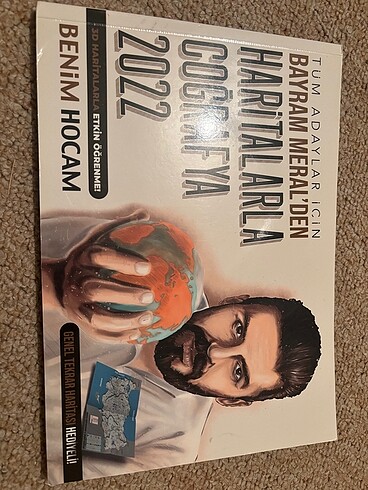 TÜM ADAYLAR İÇİN
BAYRAM MERAL'DEN
HARİTALARLA
COĞRAFYA
2022
3D HARİTALARLA ETKİN ÖĞRENME!
BENİM HOCAM
GENEL TEKRAR HARİTASI HEDİYELİ!